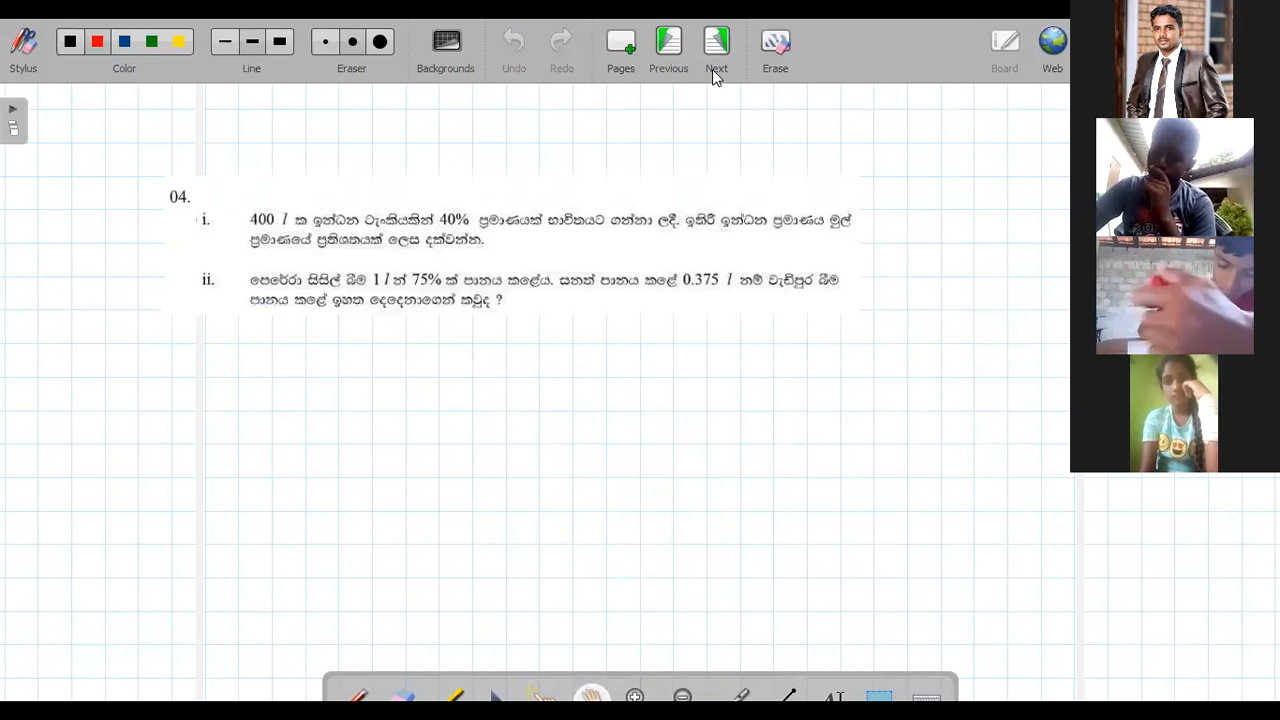 Stylus
Color
Line
Eraser
Backgrounds
Undo
Redo
Pages
Previous
Next
Erase
Board
Web
04.
i. 400 l ක ඉන්ධන ටැංකියකින් 40% ප්‍රමාණයක් භාවිතයට ගන්නා ලදී. ඉතිරි ඉන්ධන ප්‍රමාණය මුල්
ප්‍රමාණයේ ප්‍රතිශතයක් ලෙස දක්වන්න.
ii. පෙරේරා සිසිල් බීම 1 l න් 75% ක් පානය කළේය. සනත් පානය කළේ 0.375 l නම් වැඩිපුර බීම
පානය කළේ ඉහත දෙදෙනාගෙන් කවුද ?